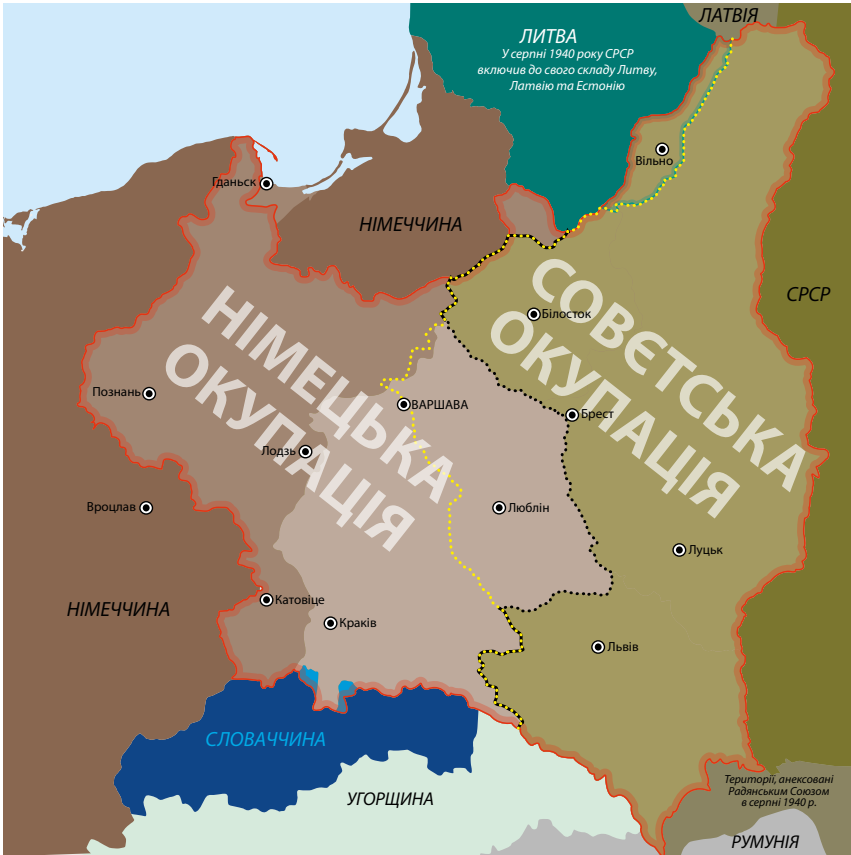 ЛАТВІЯ
ЛИТВА
У серпні 1940 року СРСР
включив до свого складу Литву,
Латвію та Естонію
Вільно
Гданьск
НІМЕЧЧИНА
СРСР
СОВЄТСЬКА
ОКУПАЦІЯ
Білосток
НІМЕЦЬКА
ОКУПАЦІЯ
Познань
ВАРШАВА
Брест
Лодзь
Вроцлав
Люблін
Луцьк
НІМЕЧЧИНА
Катовіце
Краків
Львів
СЛОВАЧЧИНА
УГОРЩИНА
Території, анексовані
Радянським Союзом
в серпні 1940 р.
РУМУНІЯ